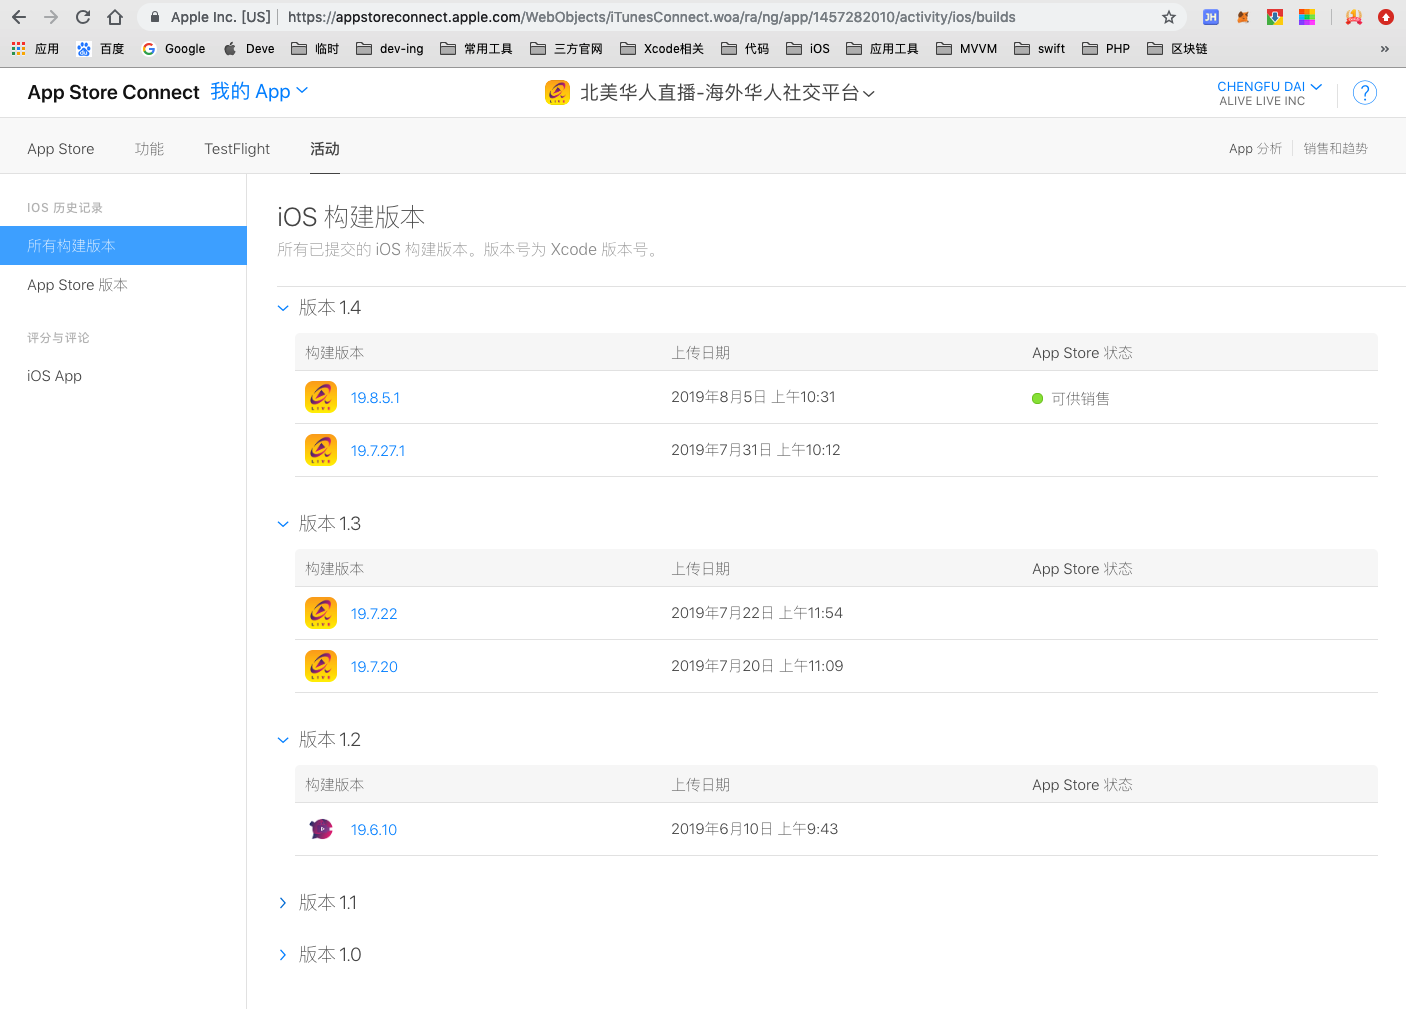 Apple Inc. [US] https://appstoreconnect.apple.com/WebObjects/iTunesConnect.woa/ra/ng/app/1457282010/activity/ios/builds
JH
应用 百度 Google Deve 临时 dev-ing 常用工具 三方官网 Xcode相关 代码 iOS 应用工具 MVVM swift PHP 区块链 »
App Store Connect 我的 App 北美华人直播-海外华人社交平台 CHENGFU DAI ?
ALIVE LIVE INC
App Store 功能 TestFlight 活动 App 分析 销售和趋势
IOS 历史记录
所有构建版本
App Store 版本
评分与评论
iOS App
iOS 构建版本
所有已提交的 iOS 构建版本。版本号为 Xcode 版本号。
版本 1.4
构建版本 上传日期 App Store 状态
LIVE 19.8.5.1 2019年8月5日 上午10:31 可供销售
LIVE 19.7.27.1 2019年7月31日 上午10:12
版本 1.3
构建版本 上传日期 App Store 状态
LIVE 19.7.22 2019年7月22日 上午11:54
LIVE 19.7.20 2019年7月20日 上午11:09
版本 1.2
构建版本 上传日期 App Store 状态
19.6.10 2019年6月10日 上午9:43
版本 1.1
版本 1.0